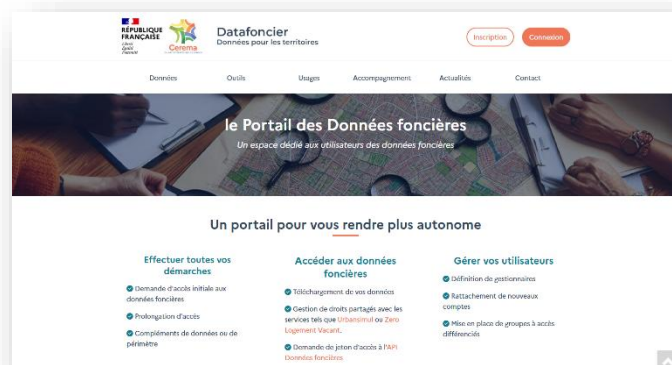 RÉPUBLIQUE
FRANÇAISE
Liberté
Égalité
Fraternité
Cerema
Datafoncier
Données pour les territoires
Inscription
Connexion
Données Outils Usages Accompagnement Actualités Contact
le Portail des Données foncières
Un espace dédié aux utilisateurs des données foncières
Un portail pour vous rendre plus autonome
Effectuer toutes vos
démarches
Demande d'accès initiale aux
données foncières
Prolongation d'accès
Compléments de données ou de
périmètre
Accéder aux données
foncières
Téléchargement de vos données
Gestion de droits partagés avec les
services tels que Urbansimul ou Zero
Logement Vacant.
Demande de jeton d'accès à l'API
Données foncières
Gérer vos utilisateurs
Définition de gestionnaires
Rattachement de nouveaux
comptes
Mise en place de groupes à accès
différenciés